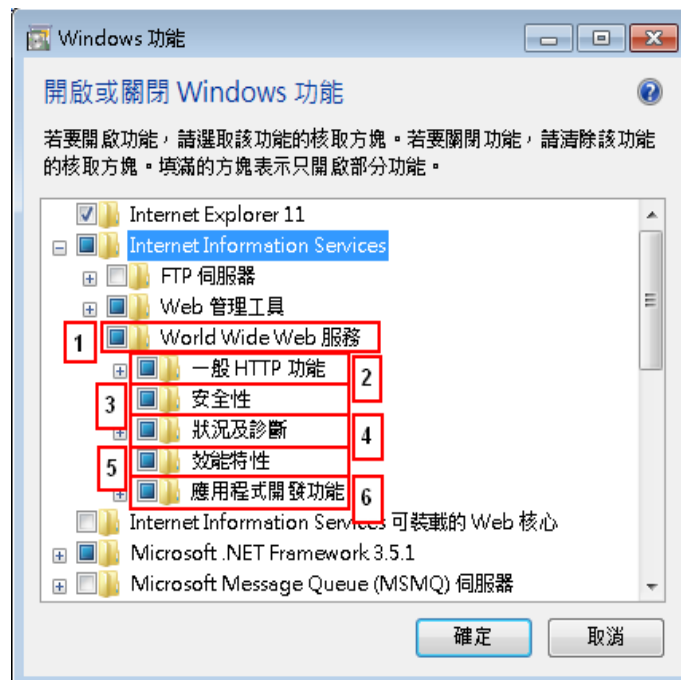 Windows 功能
開啟或關閉 Windows 功能
若要開啟功能，請選取該功能的核取方塊。若要關閉功能，請清除該功能
的核取方塊。填滿的方塊表示只開啟部分功能。
Internet Explorer 11
Internet Information Services
FTP 伺服器
Web 管理工具
1 World Wide Web 服務
一般 HTTP 功能 2
3 安全性
狀況及診斷 4
5 效能特性
應用程式開發功能 6
Internet Information Services 可裝載的 Web 核心
Microsoft .NET Framework 3.5.1
Microsoft Message Queue (MSMQ) 伺服器
確定 取消